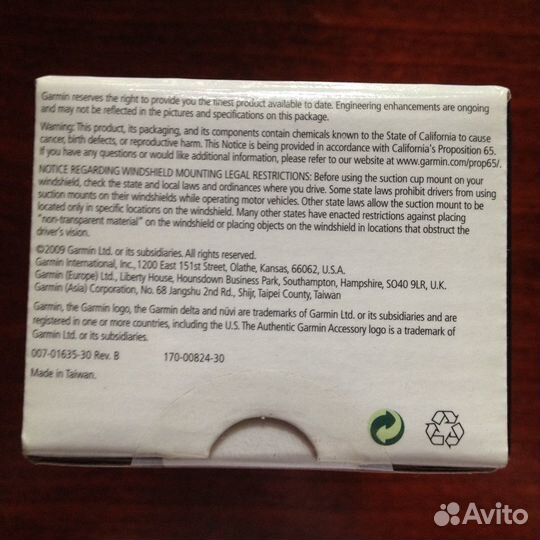 Garmin reserves the right to provide you the finest product available to date. Engineering enhancements are ongoing
and may not be reflected in the pictures and specifications on this package.
Warning: This product, its packaging, and its components contain chemicals known to the State of California to cause
cancer, birth defects, or reproductive harm. This Notice is being provided in accordance with California's Proposition 65.
If you have any questions or would like additional information, please refer to our website at www.garmin.com/prop65/.
NOTICE REGARDING WINDSHIELD MOUNTING LEGAL RESTRICTIONS: Before using the suction cup mount on your
windshield, check the state and local laws and ordinances where you drive. Some state laws prohibit drivers from using
suction mounts on their windshields while operating motor vehicles. Other state laws allow the suction mount to be
located only in specific locations on the windshield. Many other states have enacted restrictions against placing
"non-transparent material" on the windshield or placing objects on the windshield in locations that obstruct the
driver's vision.
©2009 Garmin Ltd. or its subsidiaries. All rights reserved.
Garmin International, Inc., 1200 East 151st Street, Olathe, Kansas, 66062, U.S.A.
Garmin (Europe) Ltd., Liberty House, Hounsdown Business Park, Southampton, Hampshire, SO40 9LR, U.K.
Garmin (Asia) Corporation, No. 68 Jangshu 2nd Rd., Shijr, Taipei County, Taiwan
Garmin, the Garmin logo, the Garmin delta and nüvi are trademarks of Garmin Ltd. or its subsidiaries and are
registered in one or more countries, including the U.S. The Authentic Garmin Accessory logo is a trademark of
Garmin Ltd. or its subsidiaries.
007-01635-30 Rev. B 170-00824-30
Made in Taiwan.
Avito